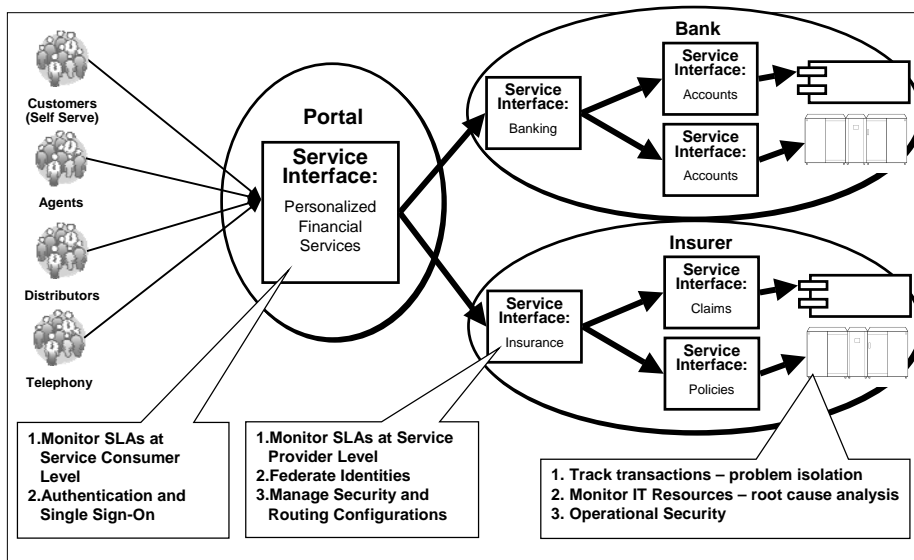 Customers
(Self Serve)
Agents
Distributors
Telephony
Portal
Service
Interface:
Personalized
Financial
Services
Bank
Service
Interface:
Banking
Service
Interface:
Accounts
Service
Interface:
Accounts
Insurer
Service
Interface:
Insurance
Service
Interface:
Claims
Service
Interface:
Policies
1.Monitor SLAs at
Service Consumer
Level
2.Authentication and
Single Sign-On
1.Monitor SLAs at Service
Provider Level
2.Federate Identities
3.Manage Security and
Routing Configurations
1. Track transactions – problem isolation
2. Monitor IT Resources – root cause analysis
3. Operational Security